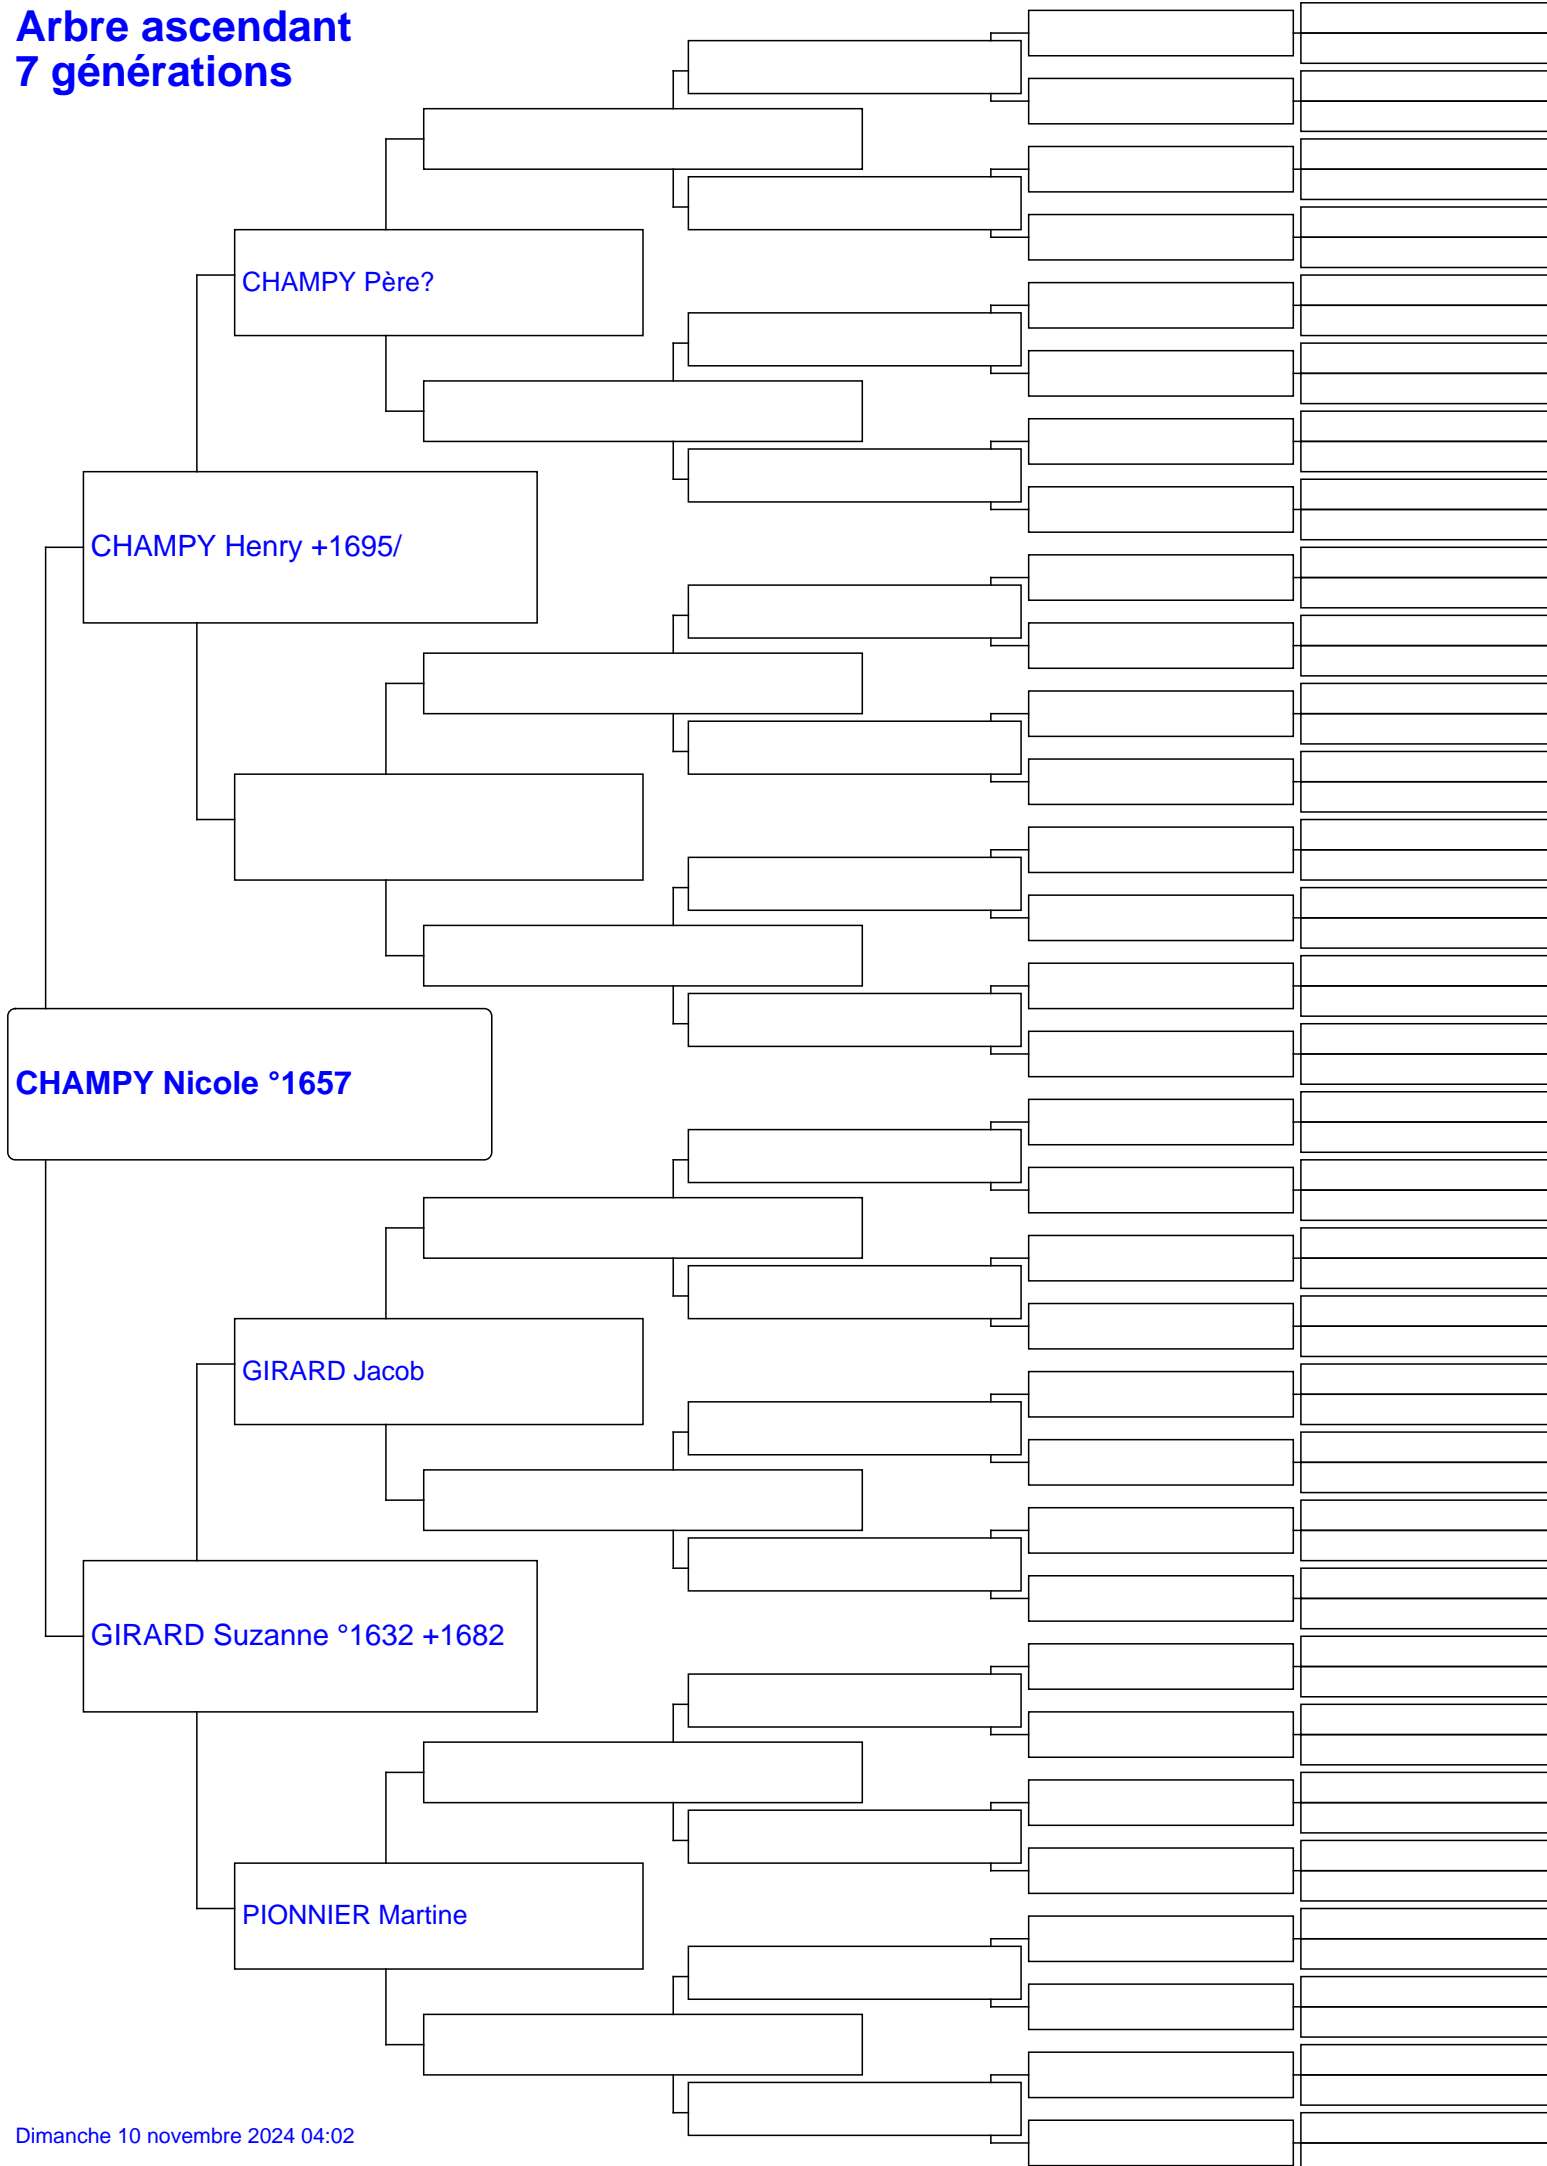 Arbre ascendant
7 générations
CHAMPY Père?
CHAMPY Henry +1695/
CHAMPY Nicole °1657
GIRARD Jacob
GIRARD Suzanne °1632 +1682
PIONNIER Martine
Dimanche 10 novembre 2024 04:02